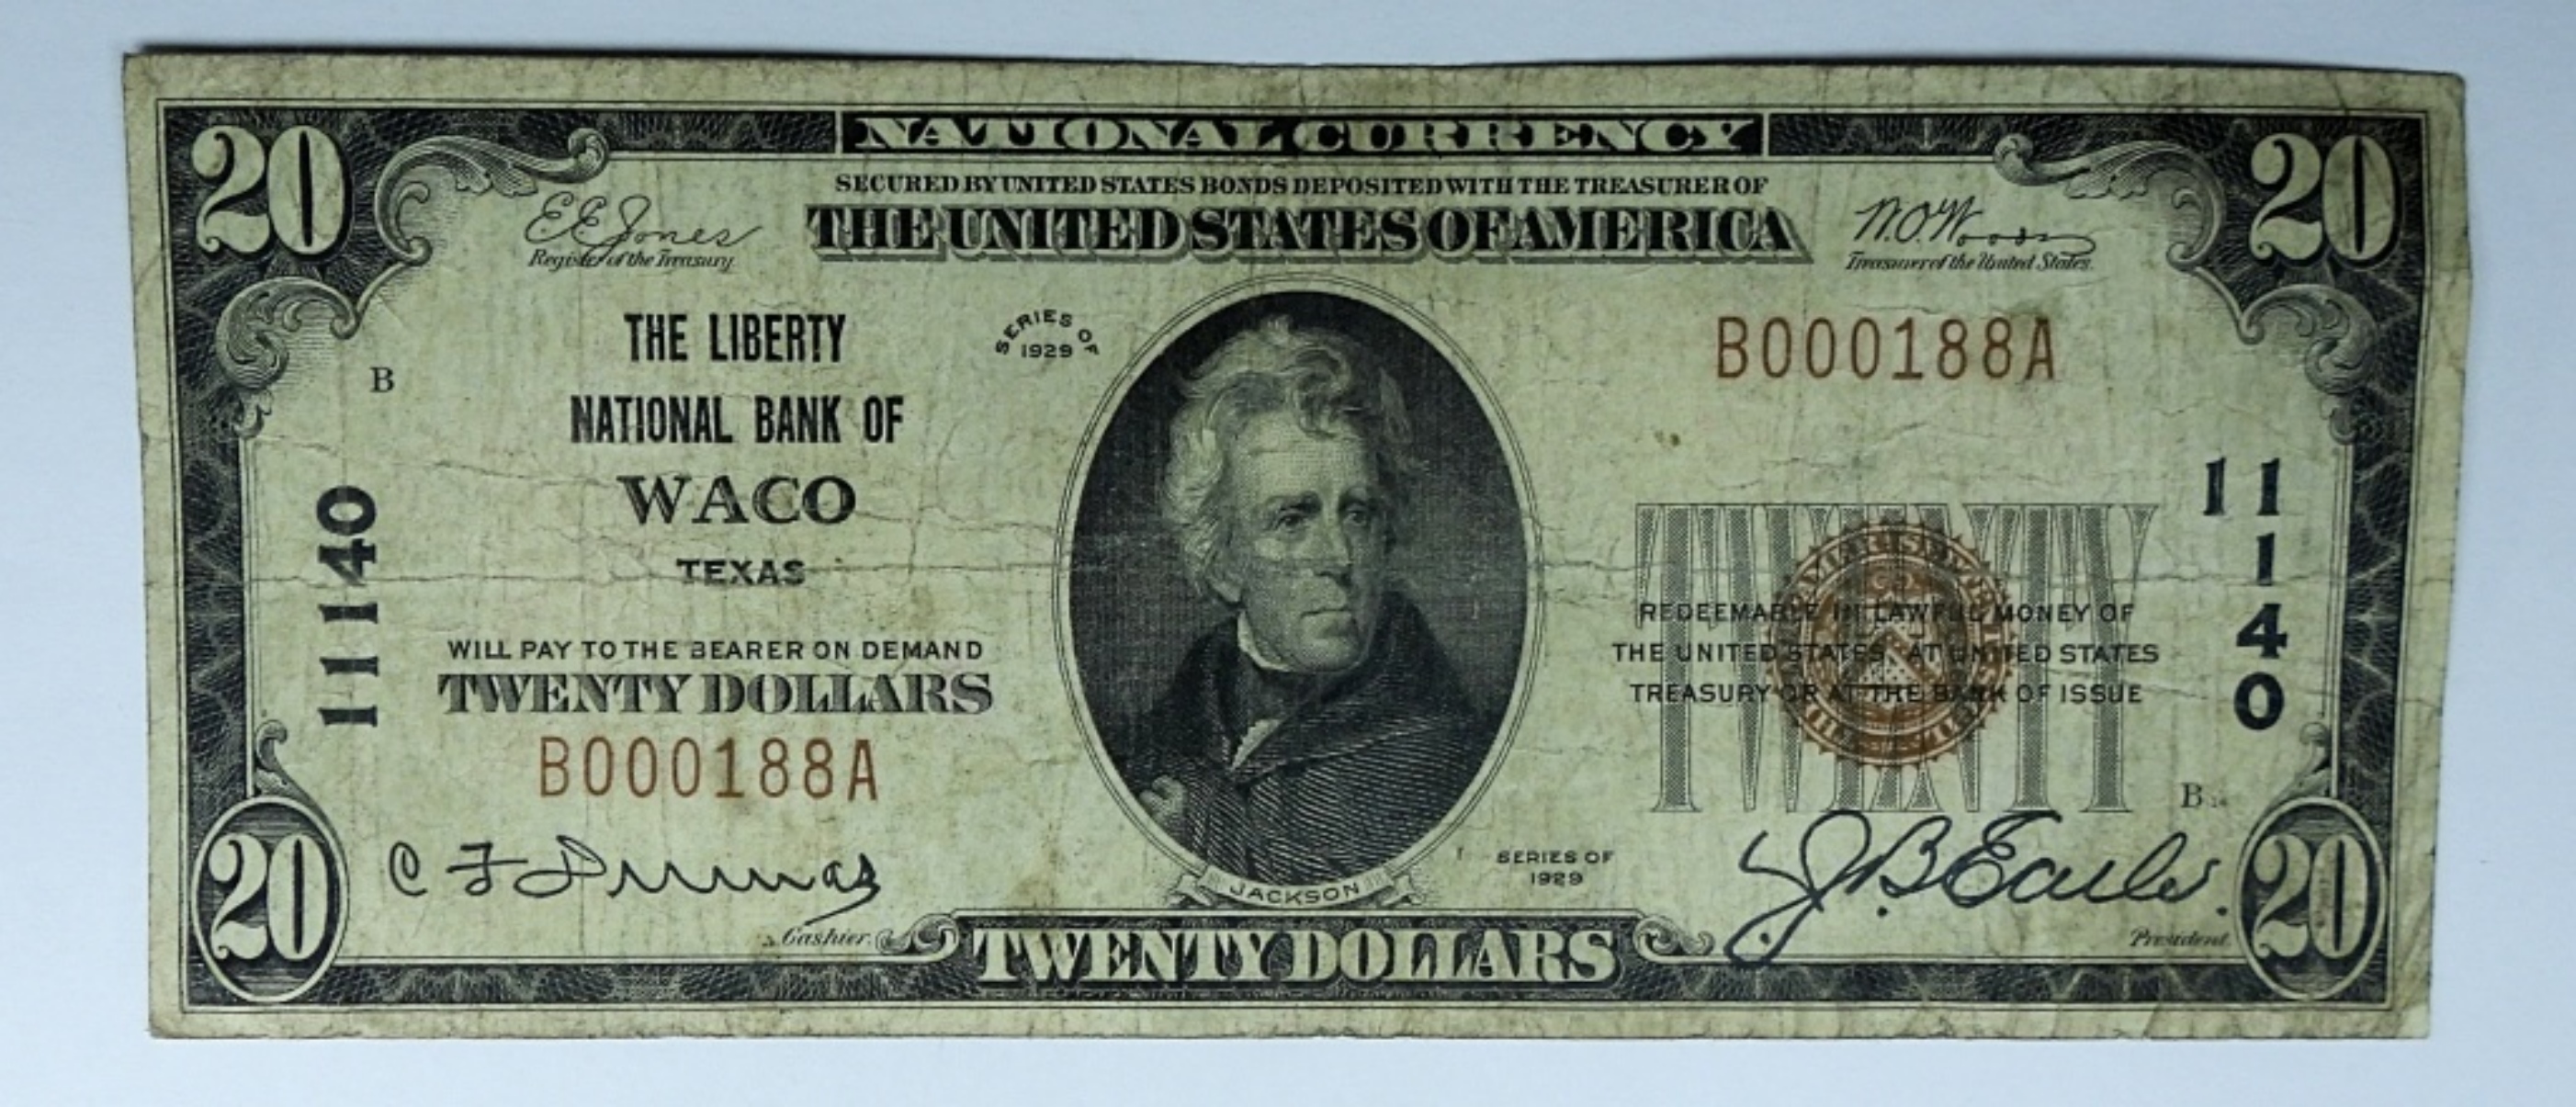 NATIONAL CURRENCY
20
20
SECURED BY UNITED STATES BONDS DEPOSITED WITH THE TREASURER OF
THE UNITED STATES OF AMERICA
E.E. Jones
Register of the Treasury
W.O. Woods
Treasurer of the United States.
THE LIBERTY
NATIONAL BANK OF
WACO
TEXAS
SERIES OF
1929
B000188A
B
11140
11140
WILL PAY TO THE BEARER ON DEMAND
TWENTY DOLLARS
B000188A
TWENTY
REDEEMABLE IN LAWFUL MONEY OF
THE UNITED STATES AT UNITED STATES
TREASURY OR AT THE BANK OF ISSUE
B
SERIES OF
1929
JACKSON
J.B. Earle.
Cashier.
President.
20
TWENTY DOLLARS
20